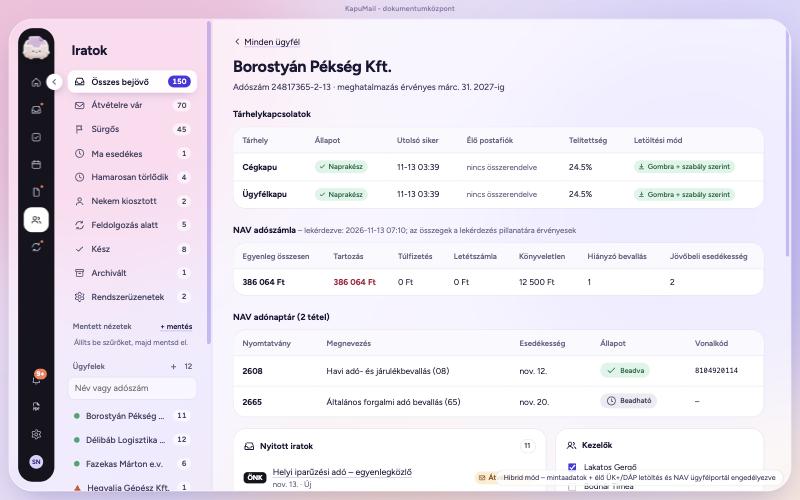 KapuMail - dokumentumközpont
Iratok
Összes bejövő 150
Átvételre vár 70
Sürgős 45
Ma esedékes 1
Hamarosan törlődik 4
Nekem kiosztott 2
Feldolgozás alatt 5
Kész 8
Archivált 1
Rendszerüzenetek 2
Mentett nézetek + mentés
Állíts be szűrőket, majd mentsd el.
Ügyfelek + 12
Név vagy adószám
Borostyán Pékség ... 11
Délibáb Logisztika ... 12
Fazekas Márton e.v. 6
Hegyalja Gépész Kft. 1
9+
SN
Minden ügyfél
Borostyán Pékség Kft.
Adószám 24817365-2-13 · meghatalmazás érvényes márc. 31. 2027-ig
Tárhelykapcsolatok
Tárhely Állapot Utolsó siker Élő postafiók Telítettség Letöltési mód
Cégkapu Naprakész 11-13 03:39 nincs összerendelve 24.5% Gombra + szabály szerint
Ügyfélkapu Naprakész 11-13 03:39 nincs összerendelve 24.5% Gombra + szabály szerint
NAV adószámla – lekérdezve: 2026-11-13 07:10; az összegek a lekérdezés pillanatára érvényesek
Egyenleg összesen Tartozás Túlfizetés Letétszámla Könyveletlen Hiányzó bevallás Jövőbeli esedékesség
386 064 Ft 386 064 Ft 0 Ft 0 Ft 12 500 Ft 1 2
NAV adónaptár (2 tétel)
Nyomtatvány Megnevezés Esedékesség Állapot Vonalkód
2608 Havi adó- és járulékbevallás (08) nov. 12. Beadva 8104920114
2665 Általános forgalmi adó bevallás (65) nov. 20. Beadható –
Nyitott iratok 11
ÖNK Helyi iparűzési adó – egyenlegközlő
nov. 13. · Új
Kezelők
Lakatos Gergő
Bodnár Tímea
Hibrid mód – mintaadatok + élő ÜK+/DÁP letöltés és NAV ügyfélportál engedélyezve